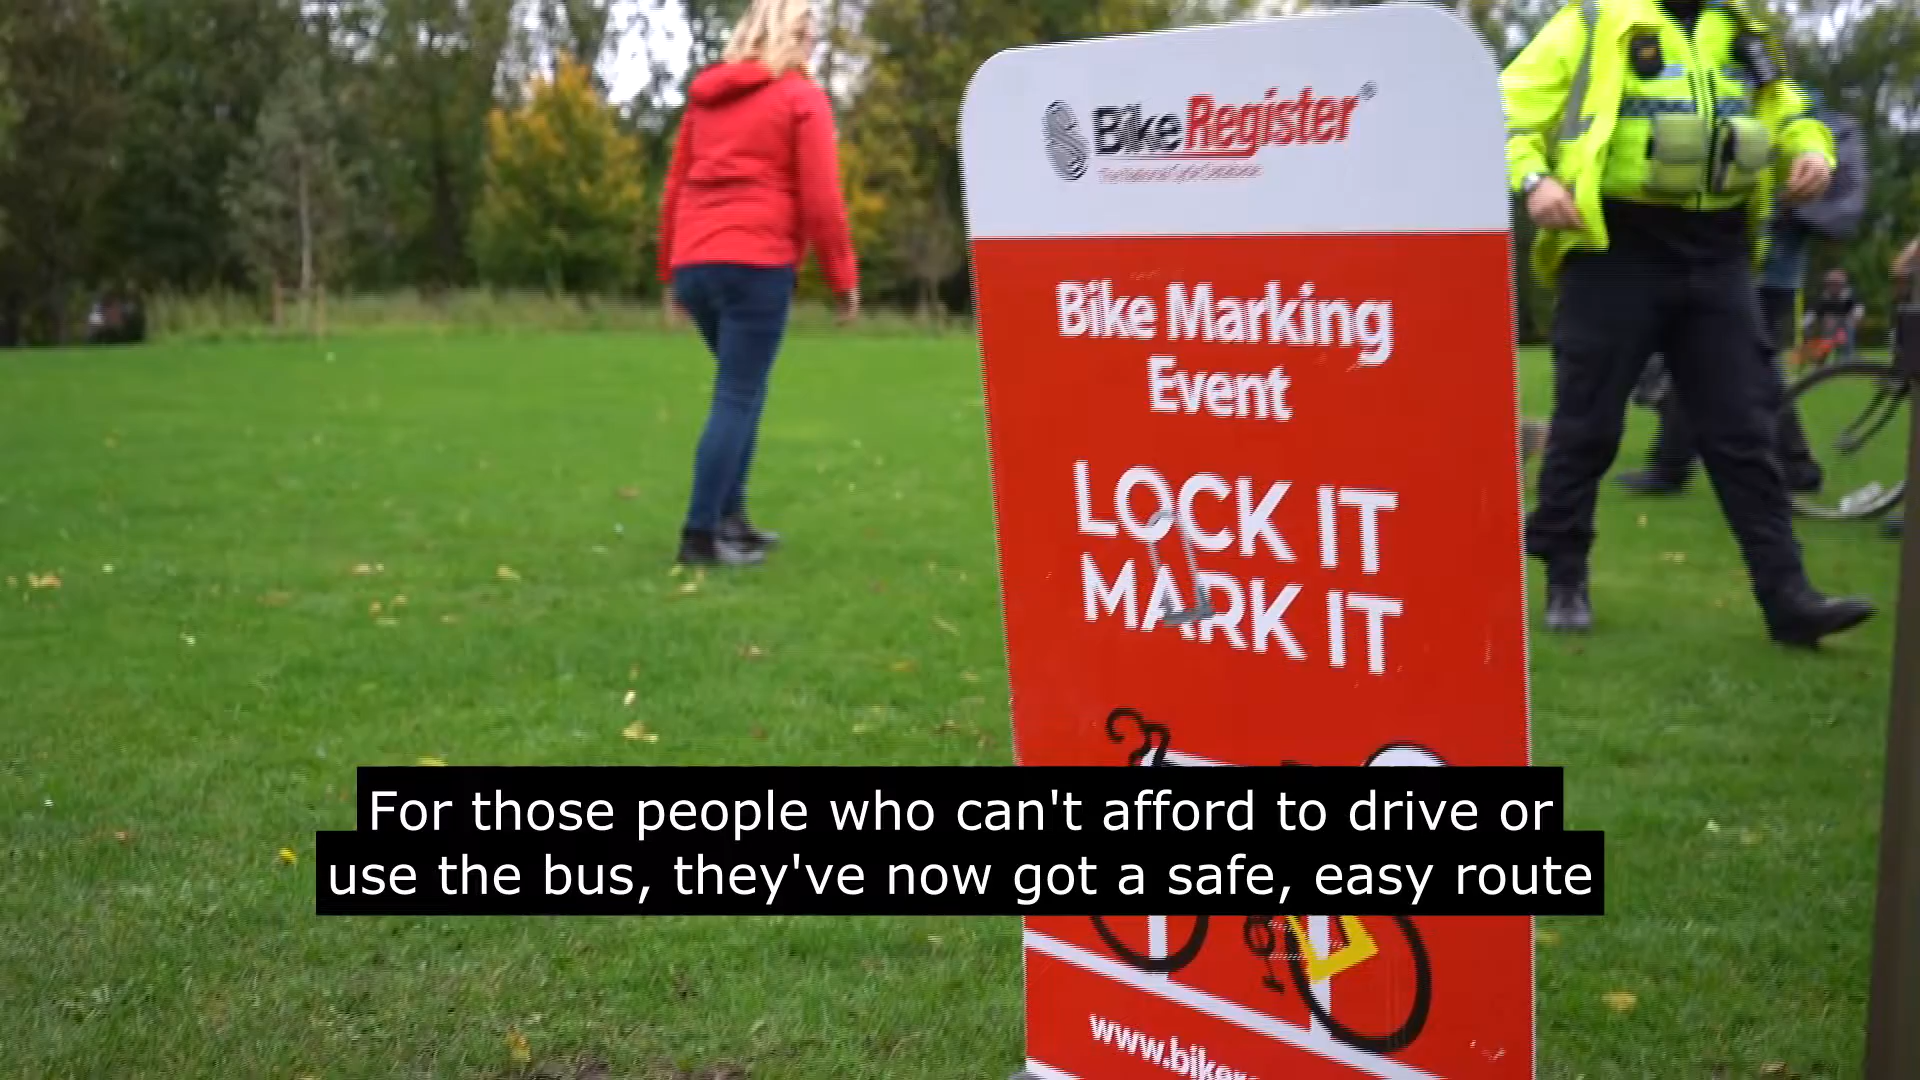 BikeRegister®
Bike Marking
Event
LOCK IT
MARK IT
For those people who can't afford to drive or
use the bus, they've now got a safe, easy route